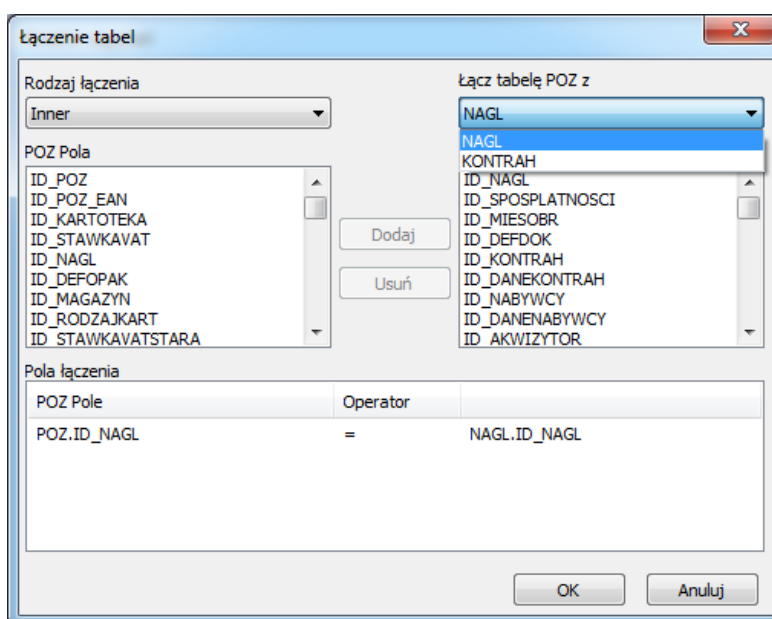 Łączenie tabel
Rodzaj łączenia
Łącz tabelę POZ z
Inner
NAGL
NAGL
KONTRAH
POZ Pola
ID_POZ
ID_POZ_EAN
ID_KARTOTEKA
ID_STAWKAVAT
ID_NAGL
ID_DEFOPAK
ID_MAGAZYN
ID_RODZAJKART
ID_STAWKAVATSTARA
Dodaj
Usuń
ID_NAGL
ID_SPOSPLATNOSCI
ID_MIESOBR
ID_DEFDOK
ID_KONTRAH
ID_DANEKONTRAH
ID_NABYWCY
ID_DANENABYWCY
ID_AKWIZYTOR
Pola łączenia
POZ Pole Operator
POZ.ID_NAGL = NAGL.ID_NAGL
OK Anuluj